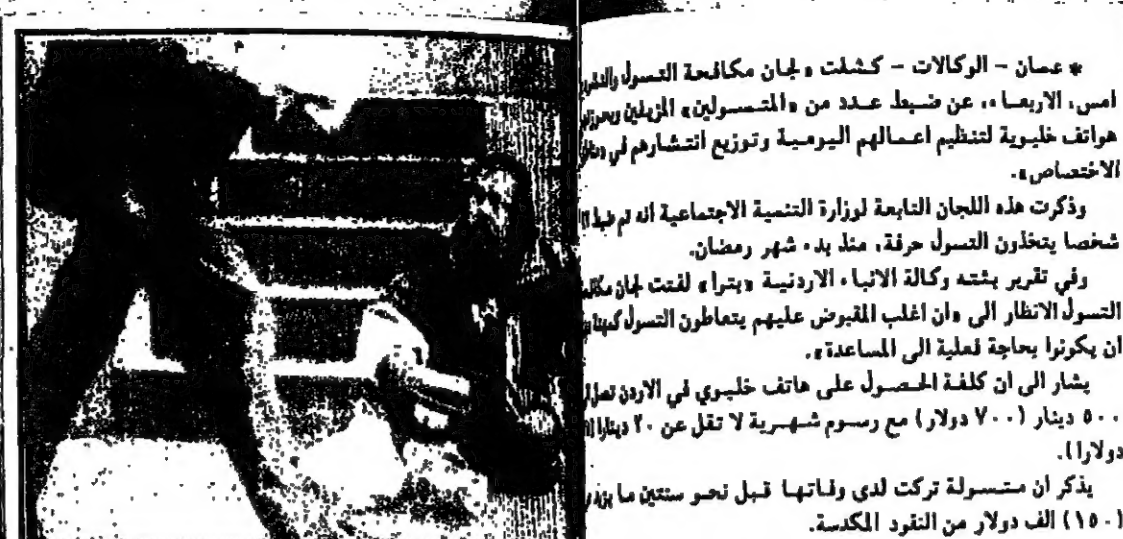 * عمان - الوكالات - كشفت «لجان مكافحة التسول
امس، الاربعاء، عن ضبط عدد من «المتسولين» المزيفين وبحوزتهم
هواتف خليوية لتنظيم اعمالهم اليومية وتوزيع انتشارهم في
الاختصاص».
وذكرت هذه اللجان التابعة لوزارة التنمية الاجتماعية انه تم ضبط
شخصا يتخذون التسول حرفة، منذ بدء شهر رمضان.
وفي تقرير بثته وكالة الانباء الاردنية «بترا» لفتت لجان
التسول الانظار الى «ان اغلب المقبوض عليهم يتعاطون التسول
ان يكونوا بحاجة فعلية الى المساعدة».
يشار الى ان كلفة الحصول على هاتف خليوي في الاردن تصل
٥٠٠ دينار (٧٠٠ دولار) مع رسوم شهرية لا تقل عن ٢٠
دولارا).
يذكر ان متسولة تركت لدى وفاتها قبل نحو سنتين ما
(١٥٠) الف دولار من النقود المكدسة.